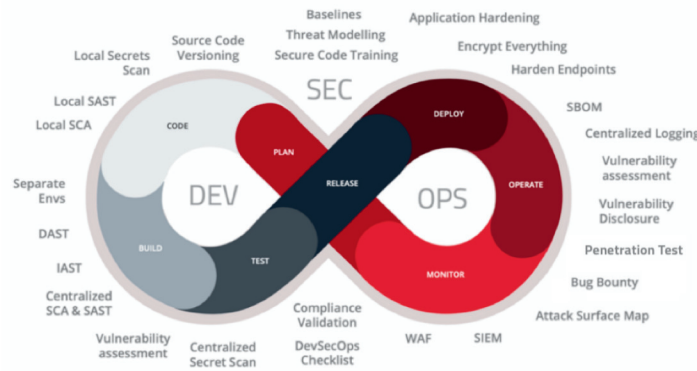 Baselines
Threat Modelling
Secure Code Training
Application Hardening
Encrypt Everything
Harden Endpoints
Source Code
Versioning
Local Secrets
Scan
Local SAST
Local SCA
SEC
CODE
PLAN
DEPLOY
SBOM
Centralized Logging
Vulnerability
assessment
Vulnerability
Disclosure
Separate
Envs
DEV
RELEASE
OPS
OPERATE
DAST
IAST
BUILD
TEST
MONITOR
Penetration Test
Bug Bounty
Attack Surface Map
Centralized
SCA & SAST
Vulnerability
assessment
Centralized
Secret Scan
Compliance
Validation
DevSecOps
Checklist
WAF
SIEM